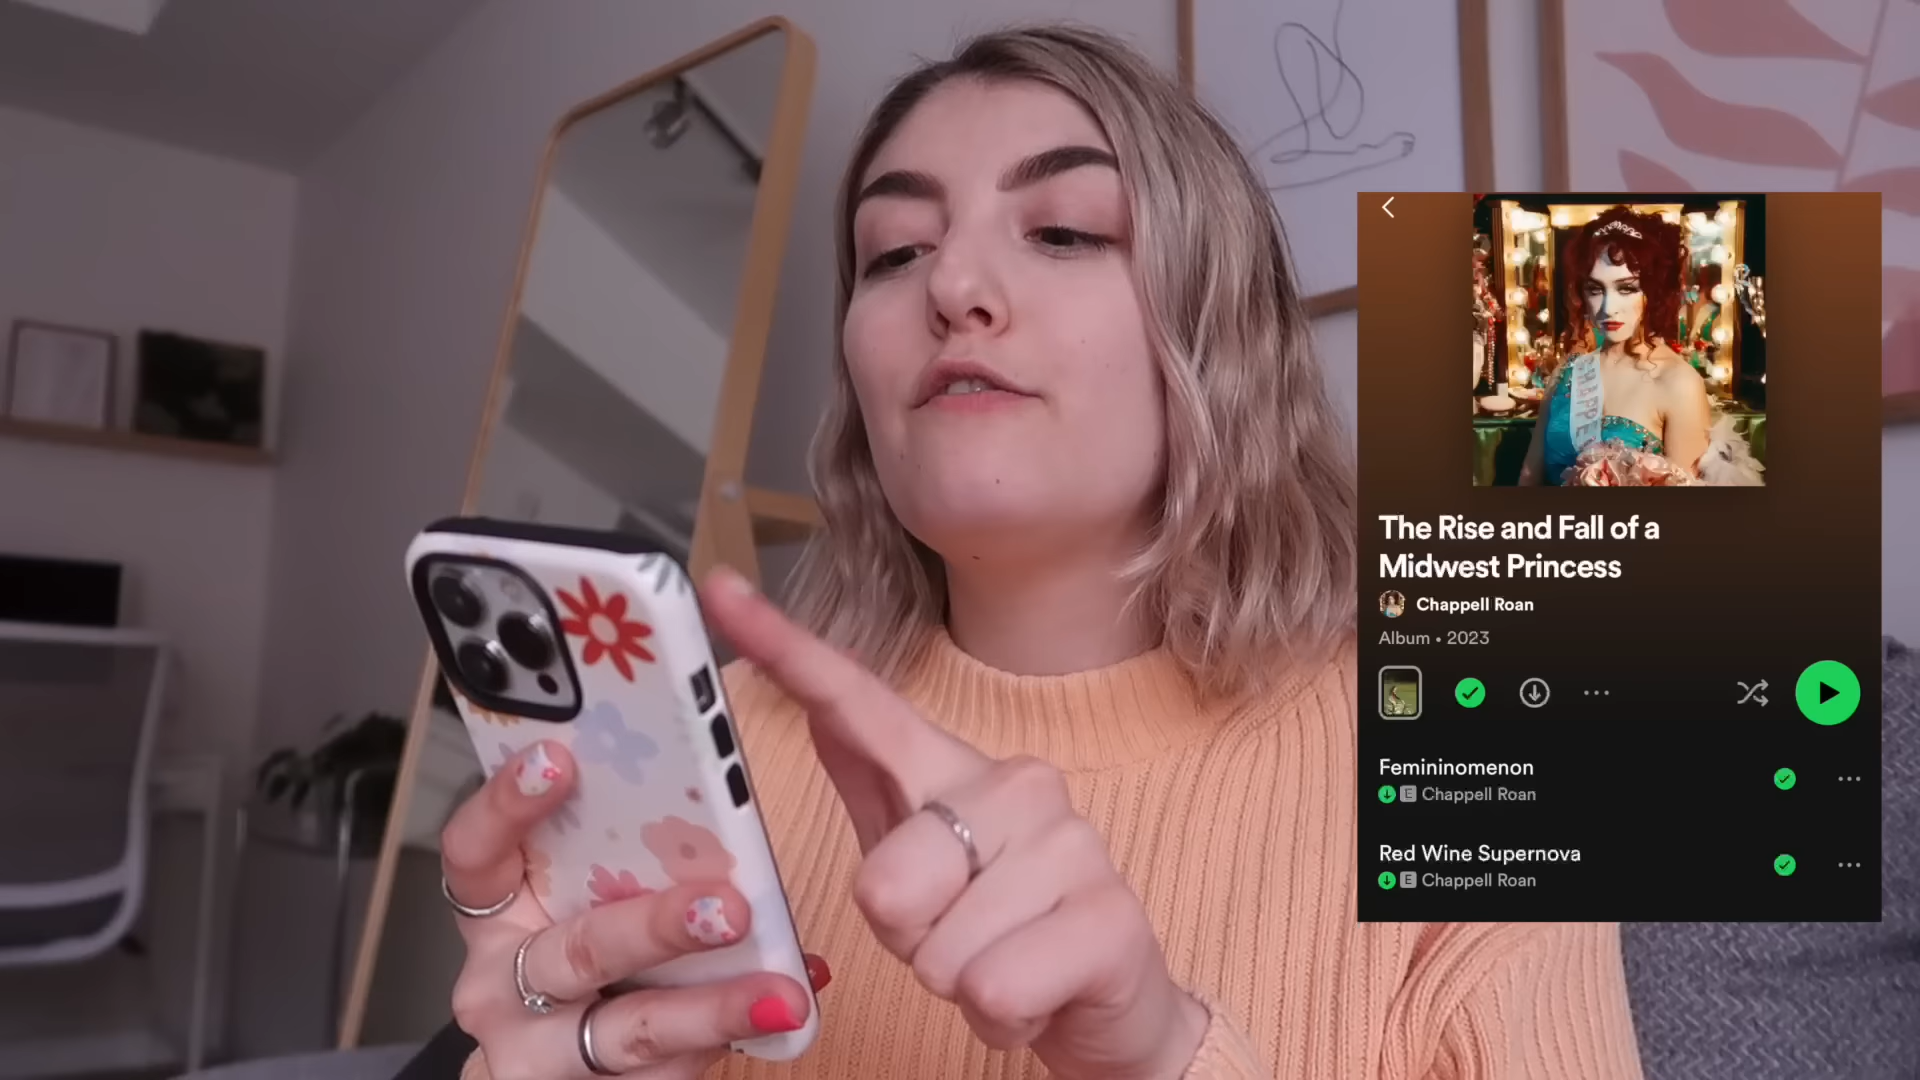 The Rise and Fall of a
Midwest Princess
Chappell Roan
Album • 2023
Femininomenon
E Chappell Roan
Red Wine Supernova
E Chappell Roan